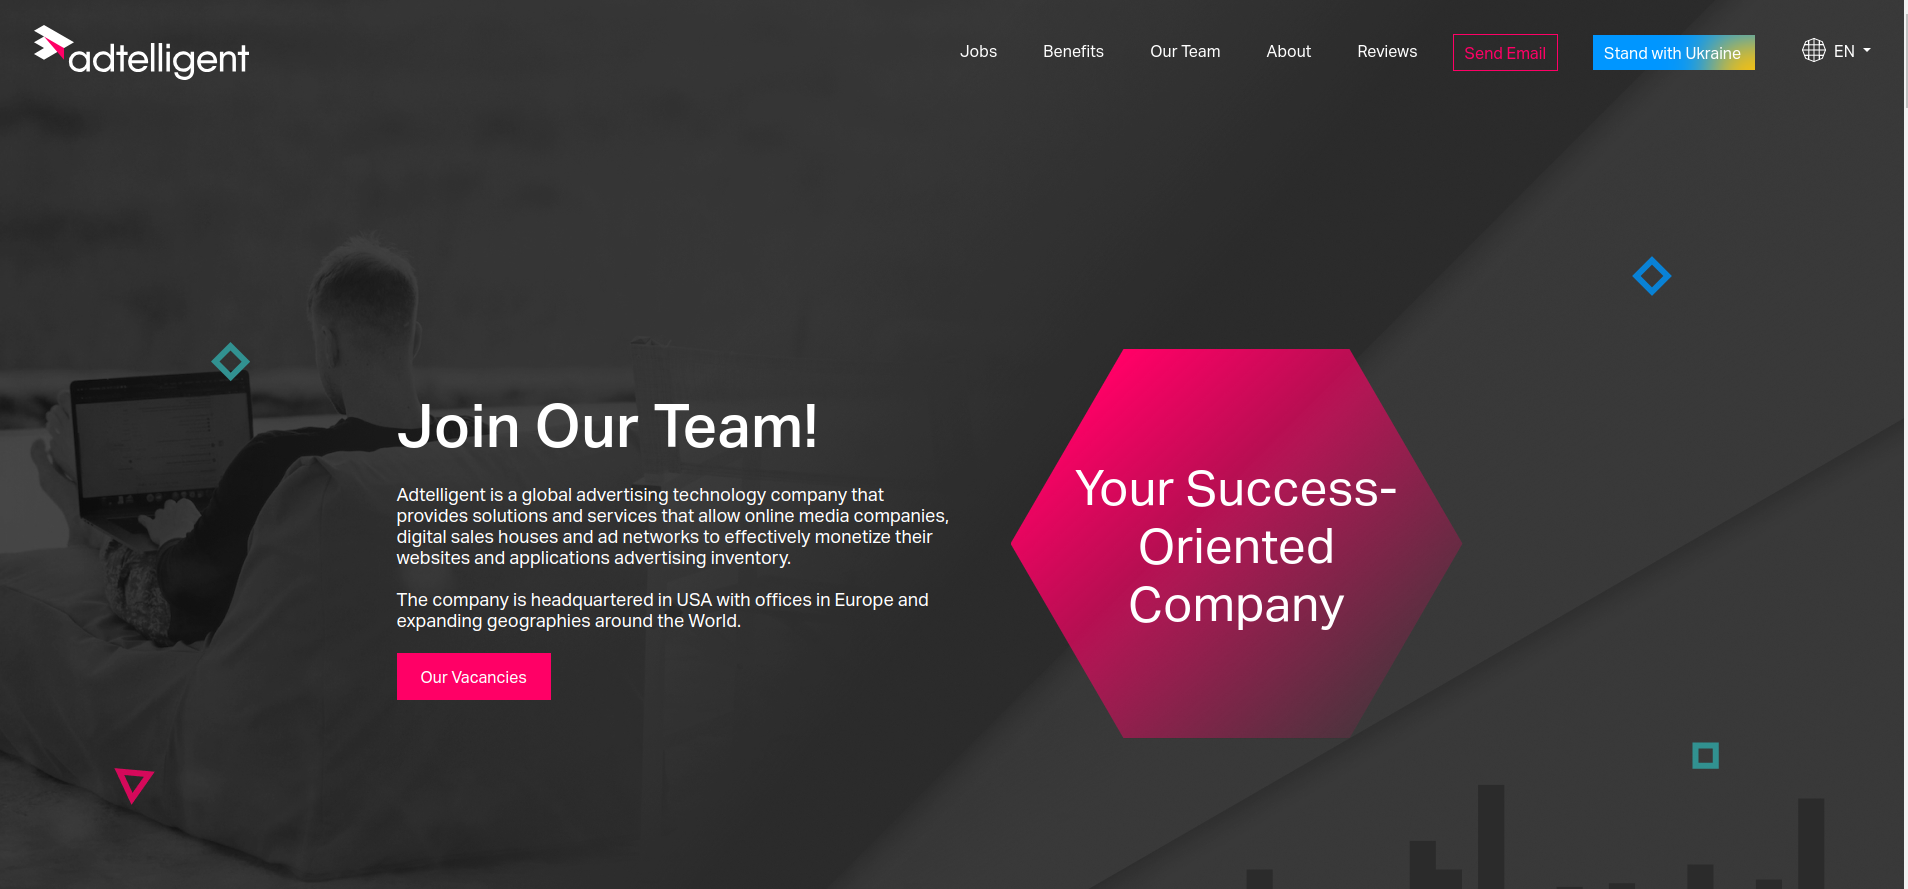 adtelligent
Jobs
Benefits
Our Team
About
Reviews
Send Email
Stand with Ukraine
EN
Join Our Team!
Adtelligent is a global advertising technology company that
provides solutions and services that allow online media companies,
digital sales houses and ad networks to effectively monetize their
websites and applications advertising inventory.
The company is headquartered in USA with offices in Europe and
expanding geographies around the World.
Our Vacancies
Your Success-
Oriented
Company